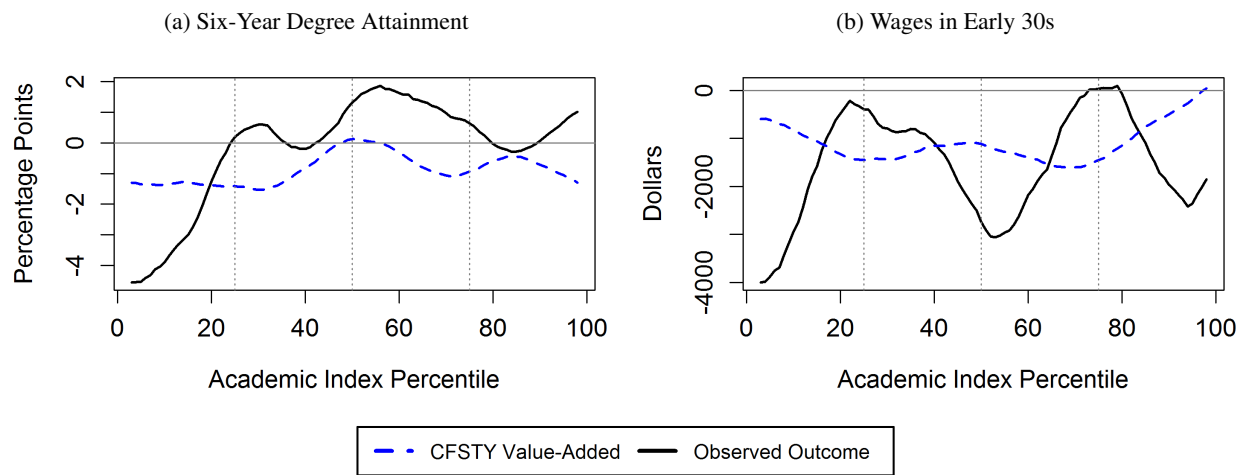 (a) Six-Year Degree Attainment
(b) Wages in Early 30s
Percentage Points
2
0
-2
-4
0 20 40 60 80 100
Academic Index Percentile
Dollars
0
-2000
-4000
0 20 40 60 80 100
Academic Index Percentile
CFSTY Value-Added Observed Outcome